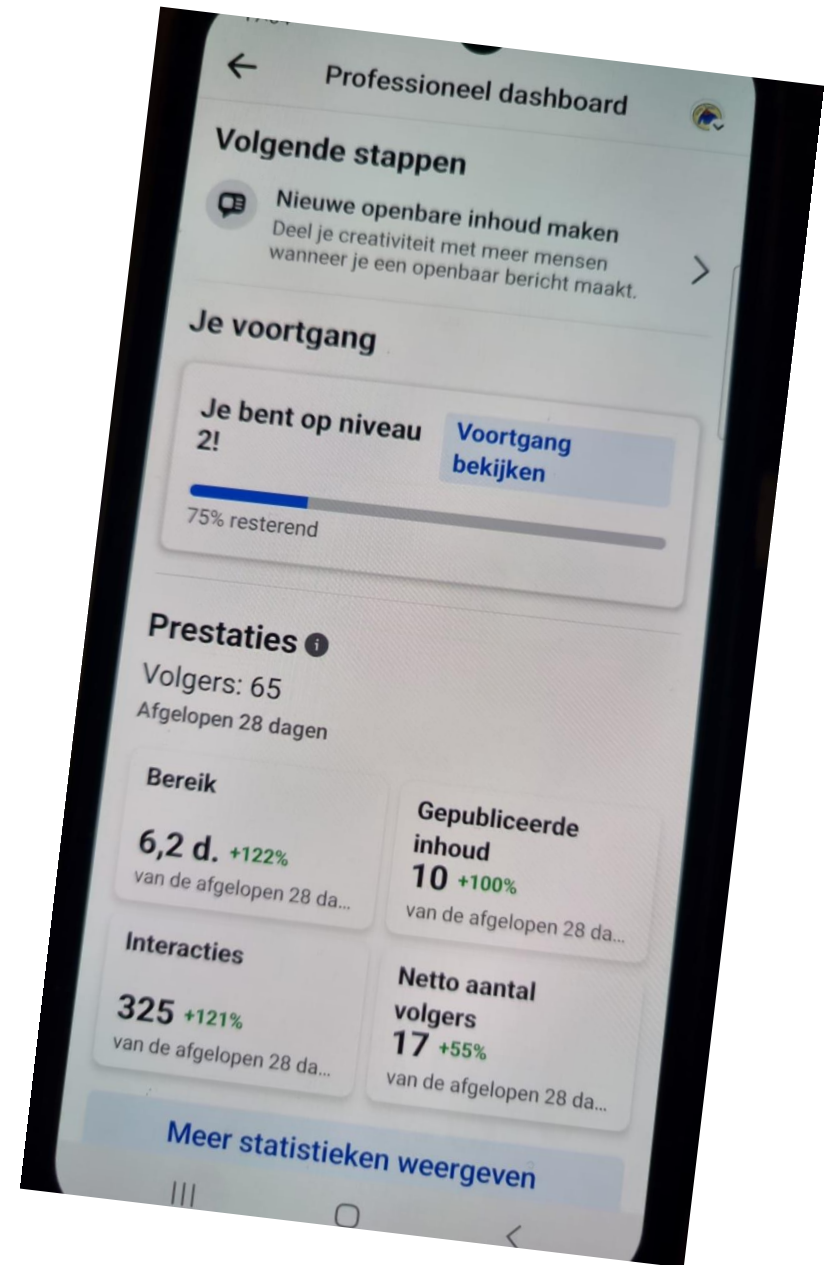 Professioneel dashboard
Volgende stappen
Nieuwe openbare inhoud maken
Deel je creativiteit met meer mensen
wanneer je een openbaar bericht maakt.
Je voortgang
Je bent op niveau
2!
Voortgang
bekijken
75% resterend
Prestaties
Volgers: 65
Afgelopen 28 dagen
Bereik
6,2 d. +122%
van de afgelopen 28 da...
Gepubliceerde
inhoud
10 +100%
van de afgelopen 28 da...
Interacties
325 +121%
van de afgelopen 28 da...
Netto aantal
volgers
17 +55%
van de afgelopen 28 da...
Meer statistieken weergeven